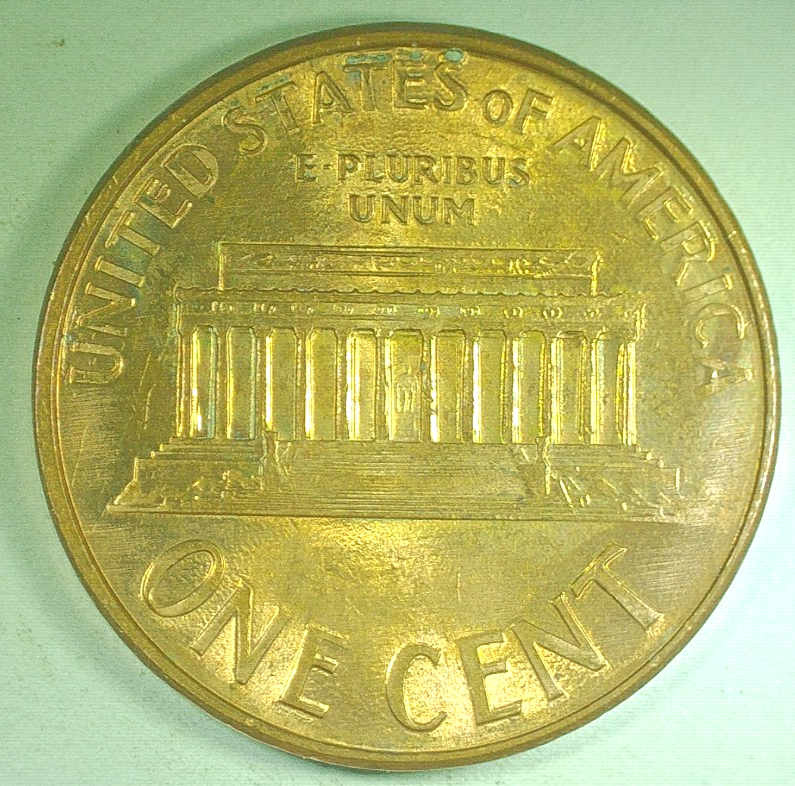 UNITED STATES OF AMERICA
E·PLURIBUS
UNUM
ONE CENT